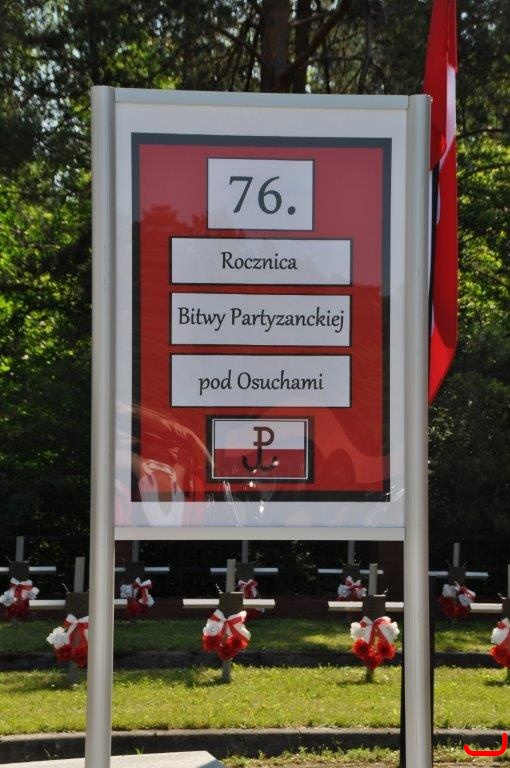 76.
Rocznica
Bitwy Partyzanckiej
pod Osuchami